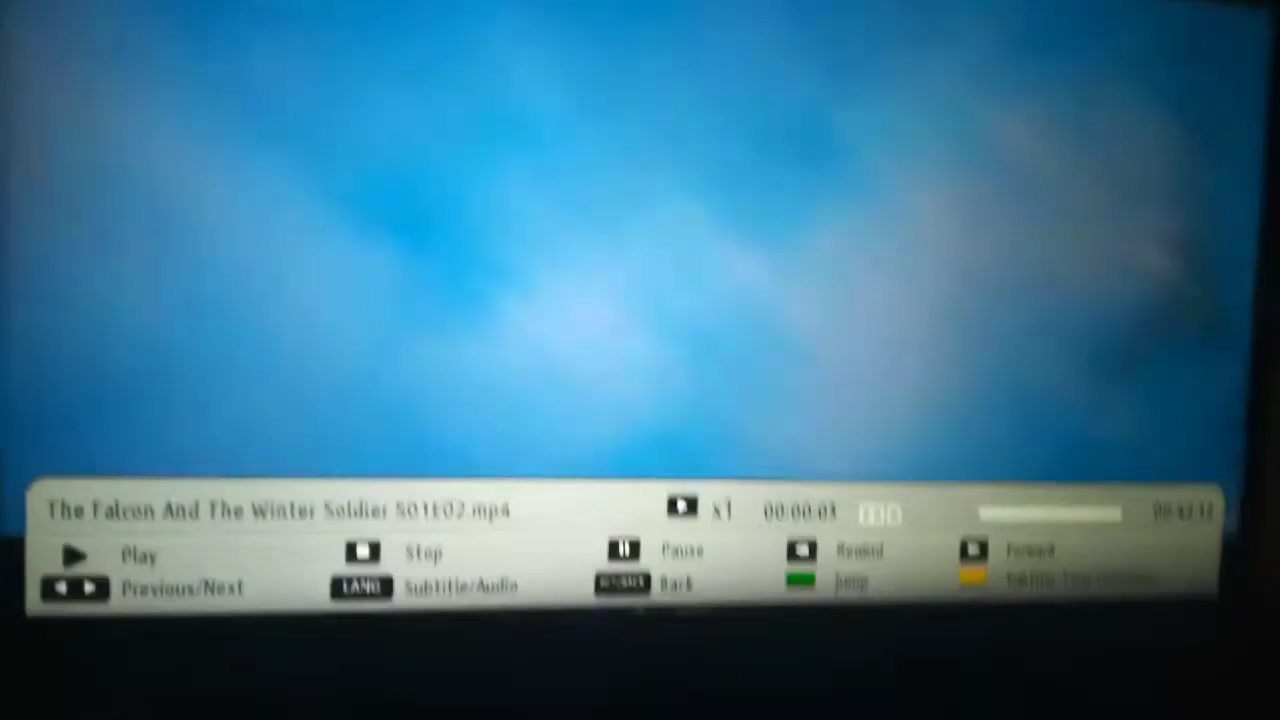 The Falcon And The Winter Soldier S01E02.mp4 x1 00:00:03
Play Stop Pause Rewind Forward
Previous/Next LANG Subtitle/Audio Back Jump